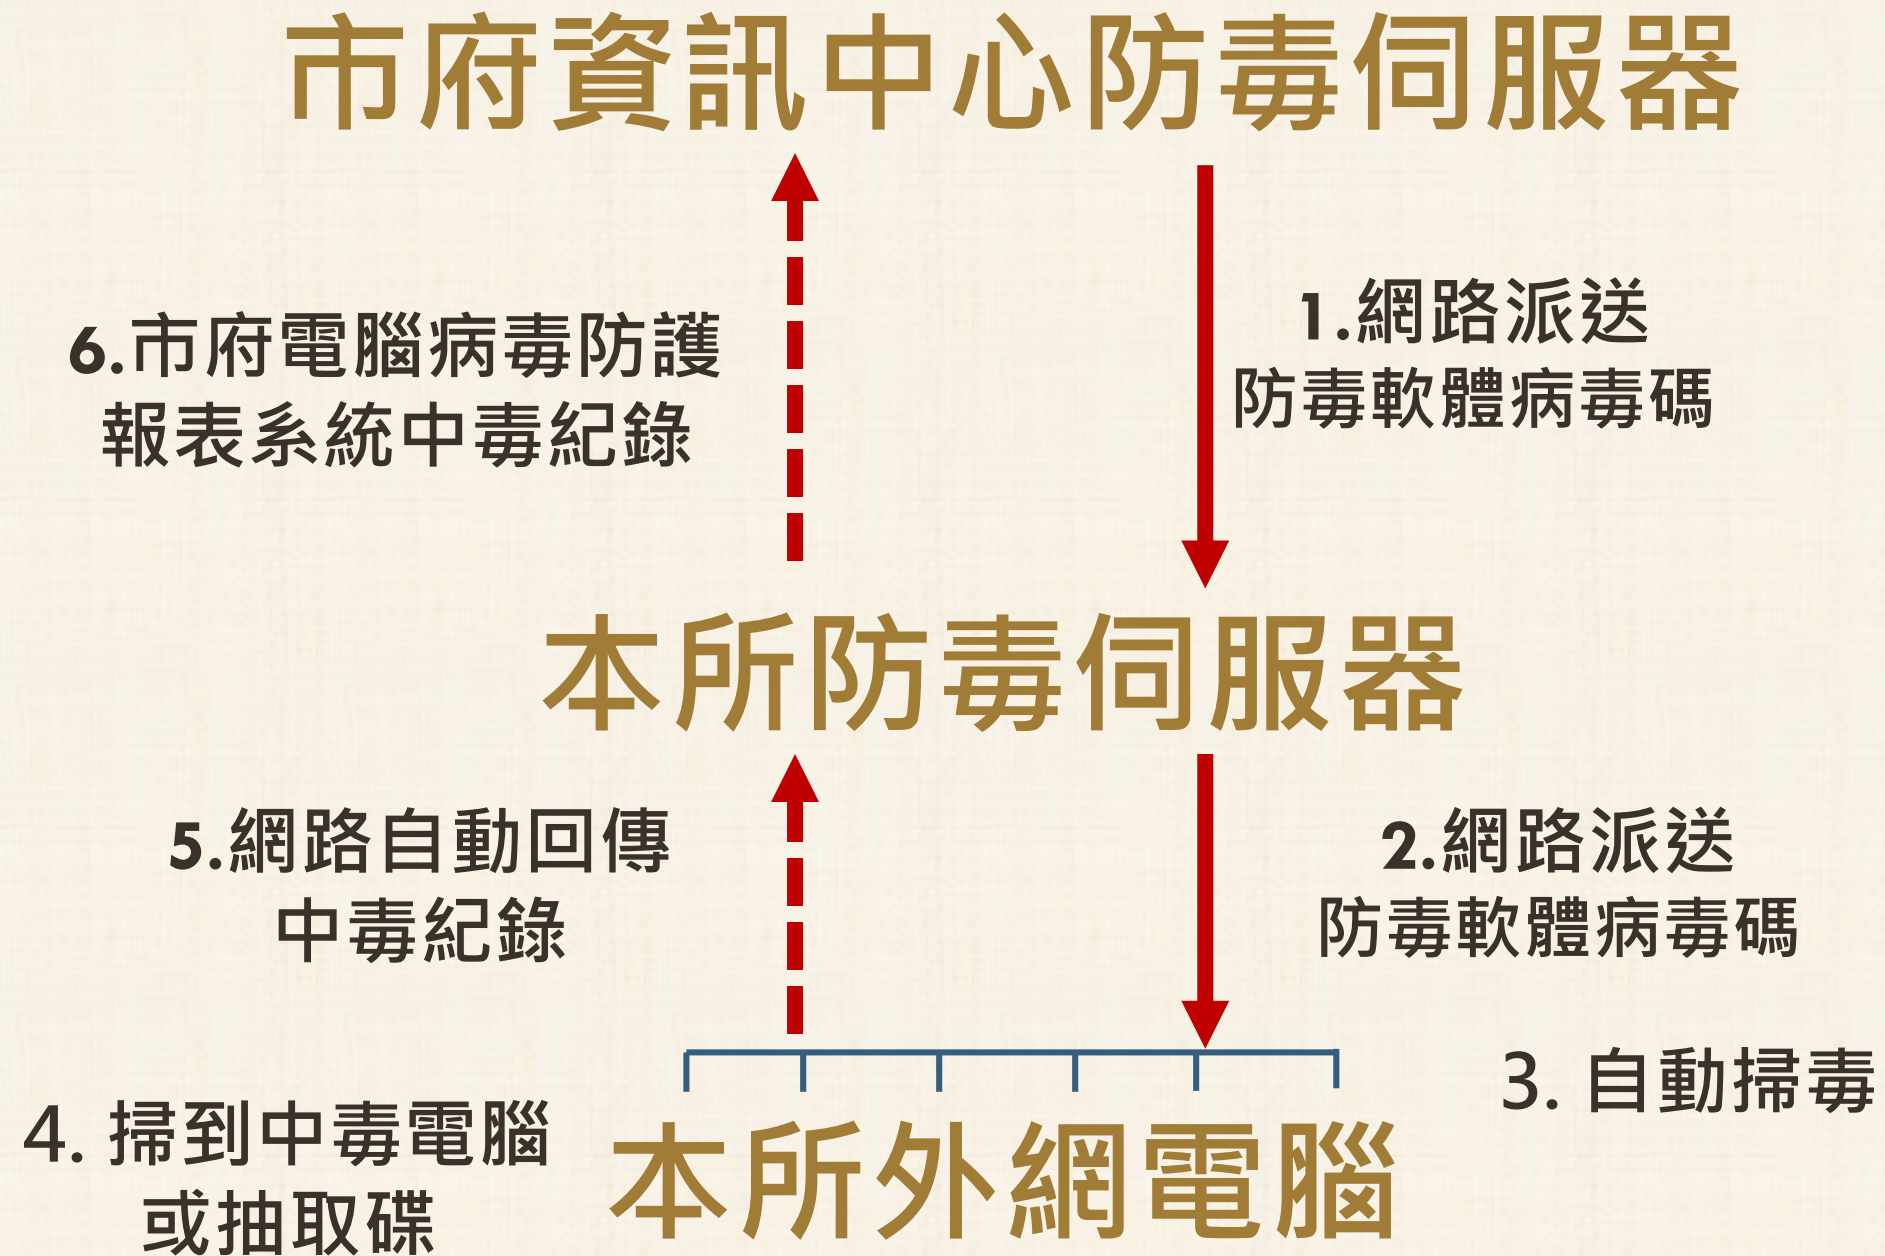 市府資訊中心防毒伺服器
6.市府電腦病毒防護
報表系統中毒紀錄
1.網路派送
防毒軟體病毒碼
本所防毒伺服器
5.網路自動回傳
中毒紀錄
2.網路派送
防毒軟體病毒碼
3. 自動掃毒
4. 掃到中毒電腦
或抽取碟
本所外網電腦